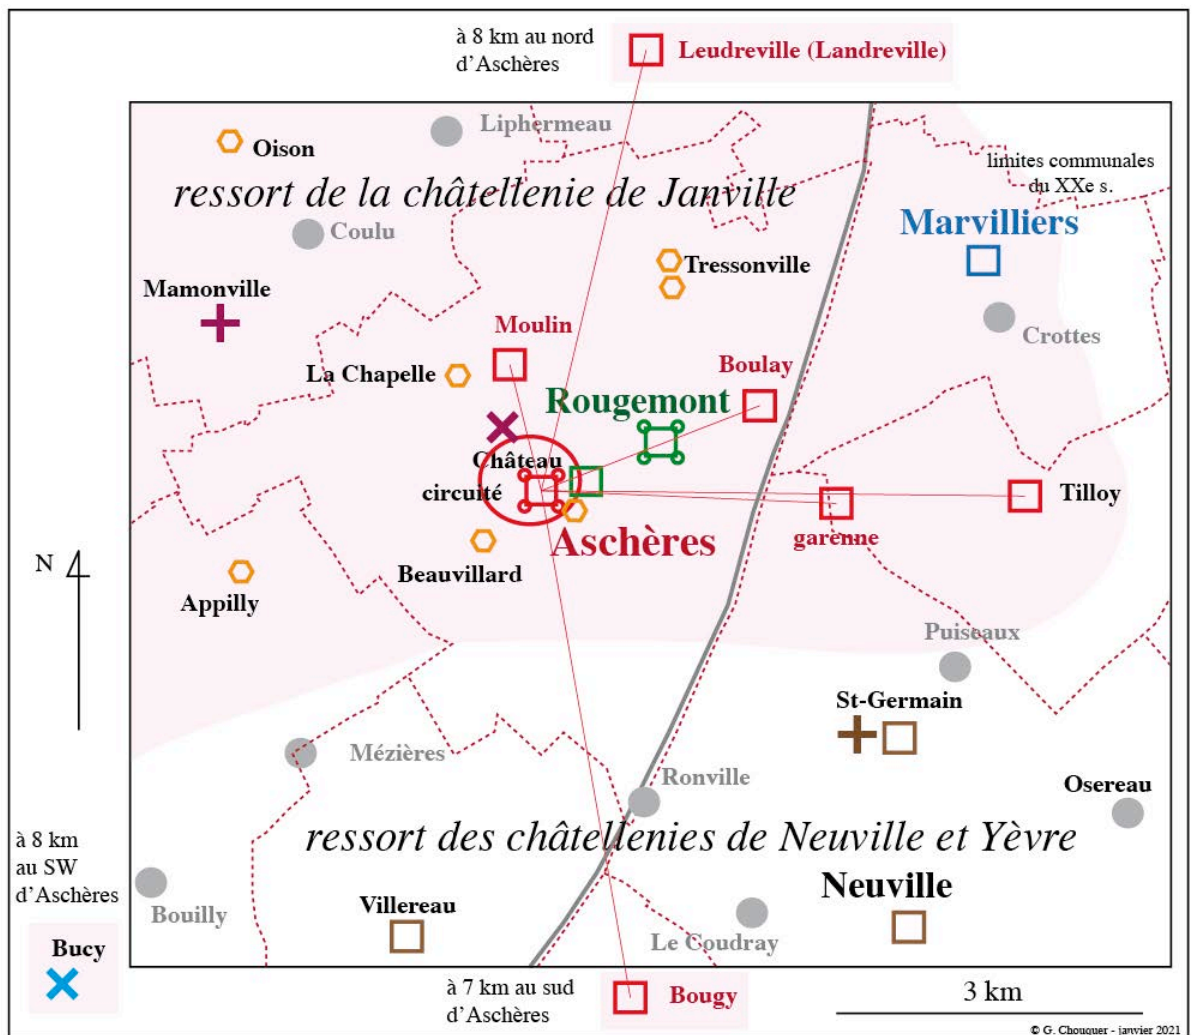 à 8 km au nord
d'Aschères
Leudreville (Landreville)
Oison
Liphermeau
limites communales
du XXe s.
ressort de la châtellenie de Janville
Coulu
Marvilliers
Mamonville
Tressonville
Moulin
Crottes
La Chapelle
Boulay
Rougemont
Château
circuité
Tilloy
garenne
Aschères
N
Beauvillard
Appilly
Puiseaux
St-Germain
Mézières
Ronville
Osereau
ressort des châtellenies de Neuville et Yèvre
à 8 km
au SW
d'Aschères
Neuville
Bouilly
Villereau
Le Coudray
Bucy
à 7 km au sud
d'Aschères
Bougy
3 km
© G. Chouquer - janvier 2021